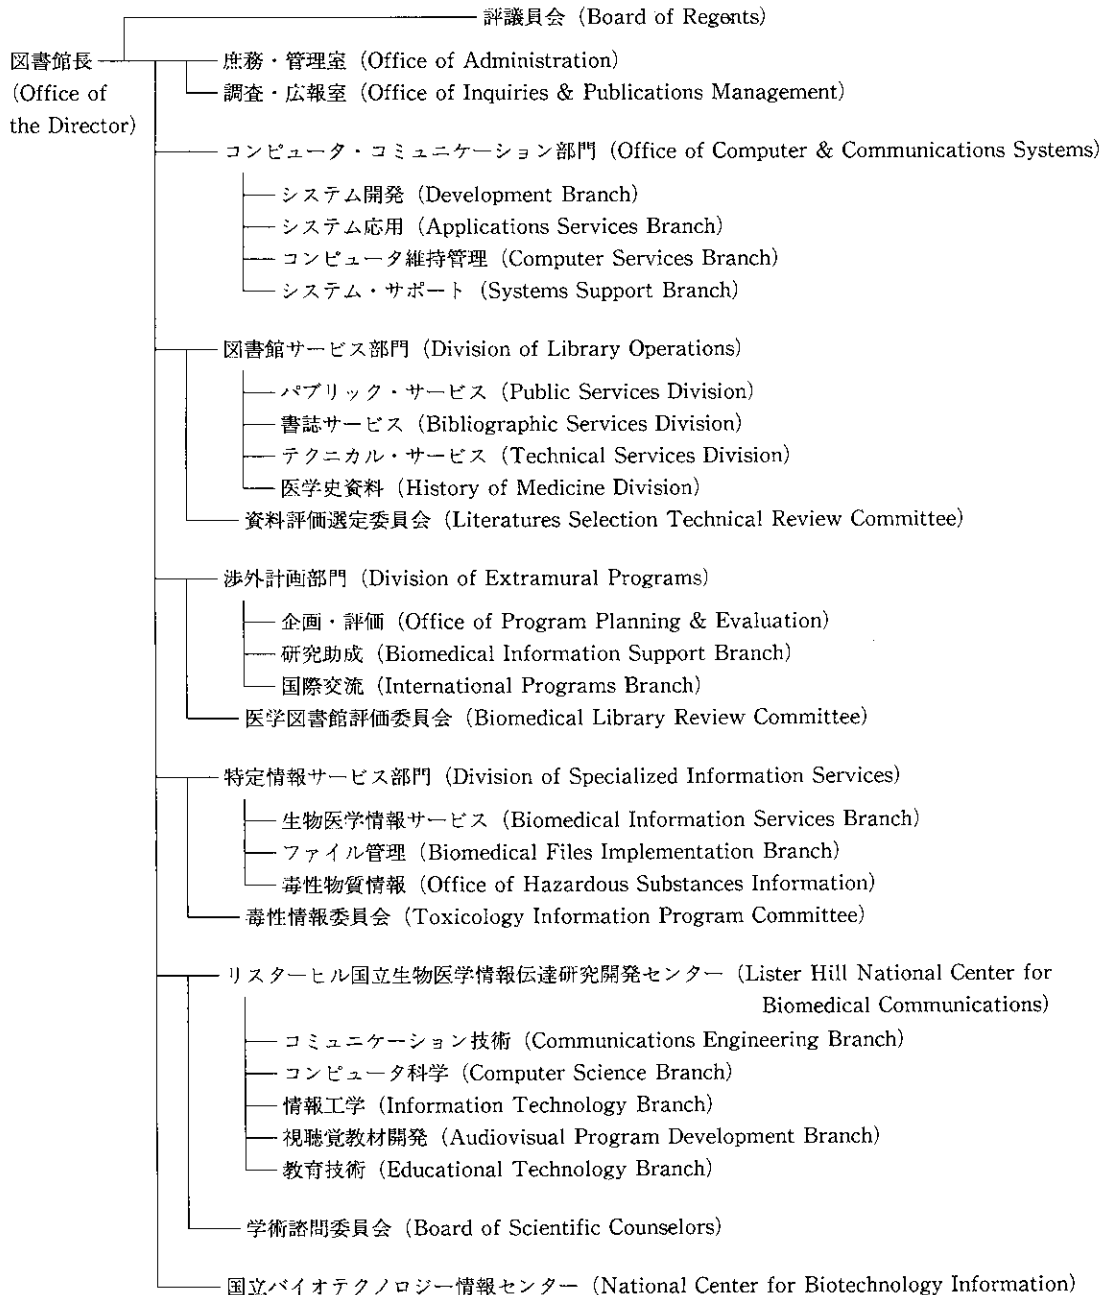 評議員会 (Board of Regents)
図書館長
(Office of
the Director)
庶務・管理室 (Office of Administration)
調査・広報室 (Office of Inquiries & Publications Management)
コンピュータ・コミュニケーション部門 (Office of Computer & Communications Systems)
システム開発 (Development Branch)
システム応用 (Applications Services Branch)
コンピュータ維持管理 (Computer Services Branch)
システム・サポート (Systems Support Branch)
図書館サービス部門 (Division of Library Operations)
パブリック・サービス (Public Services Division)
書誌サービス (Bibliographic Services Division)
テクニカル・サービス (Technical Services Division)
医学史資料 (History of Medicine Division)
資料評価選定委員会 (Literatures Selection Technical Review Committee)
渉外計画部門 (Division of Extramural Programs)
企画・評価 (Office of Program Planning & Evaluation)
研究助成 (Biomedical Information Support Branch)
国際交流 (International Programs Branch)
医学図書館評価委員会 (Biomedical Library Review Committee)
特定情報サービス部門 (Division of Specialized Information Services)
生物医学情報サービス (Biomedical Information Services Branch)
ファイル管理 (Biomedical Files Implementation Branch)
毒性物質情報 (Office of Hazardous Substances Information)
毒性情報委員会 (Toxicology Information Program Committee)
リスターヒル国立生物医学情報伝達研究開発センター (Lister Hill National Center for
Biomedical Communications)
コミュニケーション技術 (Communications Engineering Branch)
コンピュータ科学 (Computer Science Branch)
情報工学 (Information Technology Branch)
視聴覚教材開発 (Audiovisual Program Development Branch)
教育技術 (Educational Technology Branch)
学術諮問委員会 (Board of Scientific Counselors)
国立バイオテクノロジー情報センター (National Center for Biotechnology Information)